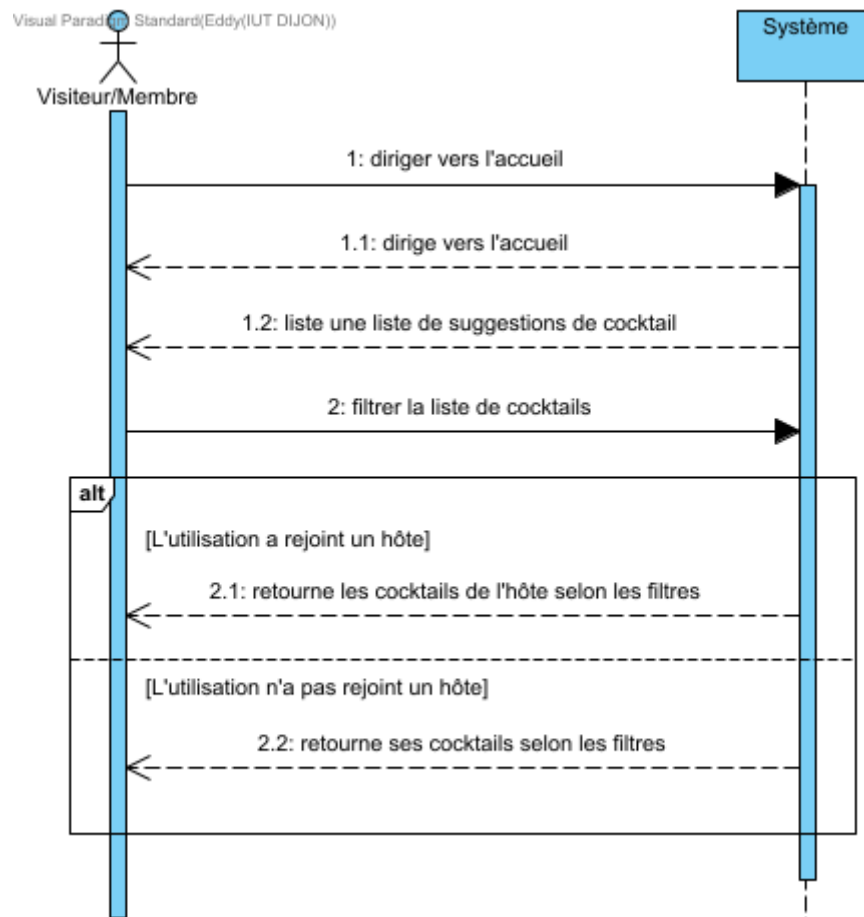 Visual Paradigm Standard(Eddy(IUT DIJON))
Système
Visiteur/Membre
1: diriger vers l'accueil
1.1: dirige vers l'accueil
1.2: liste une liste de suggestions de cocktail
2: filtrer la liste de cocktails
alt
[L'utilisation a rejoint un hôte]
2.1: retourne les cocktails de l'hôte selon les filtres
[L'utilisation n'a pas rejoint un hôte]
2.2: retourne ses cocktails selon les filtres